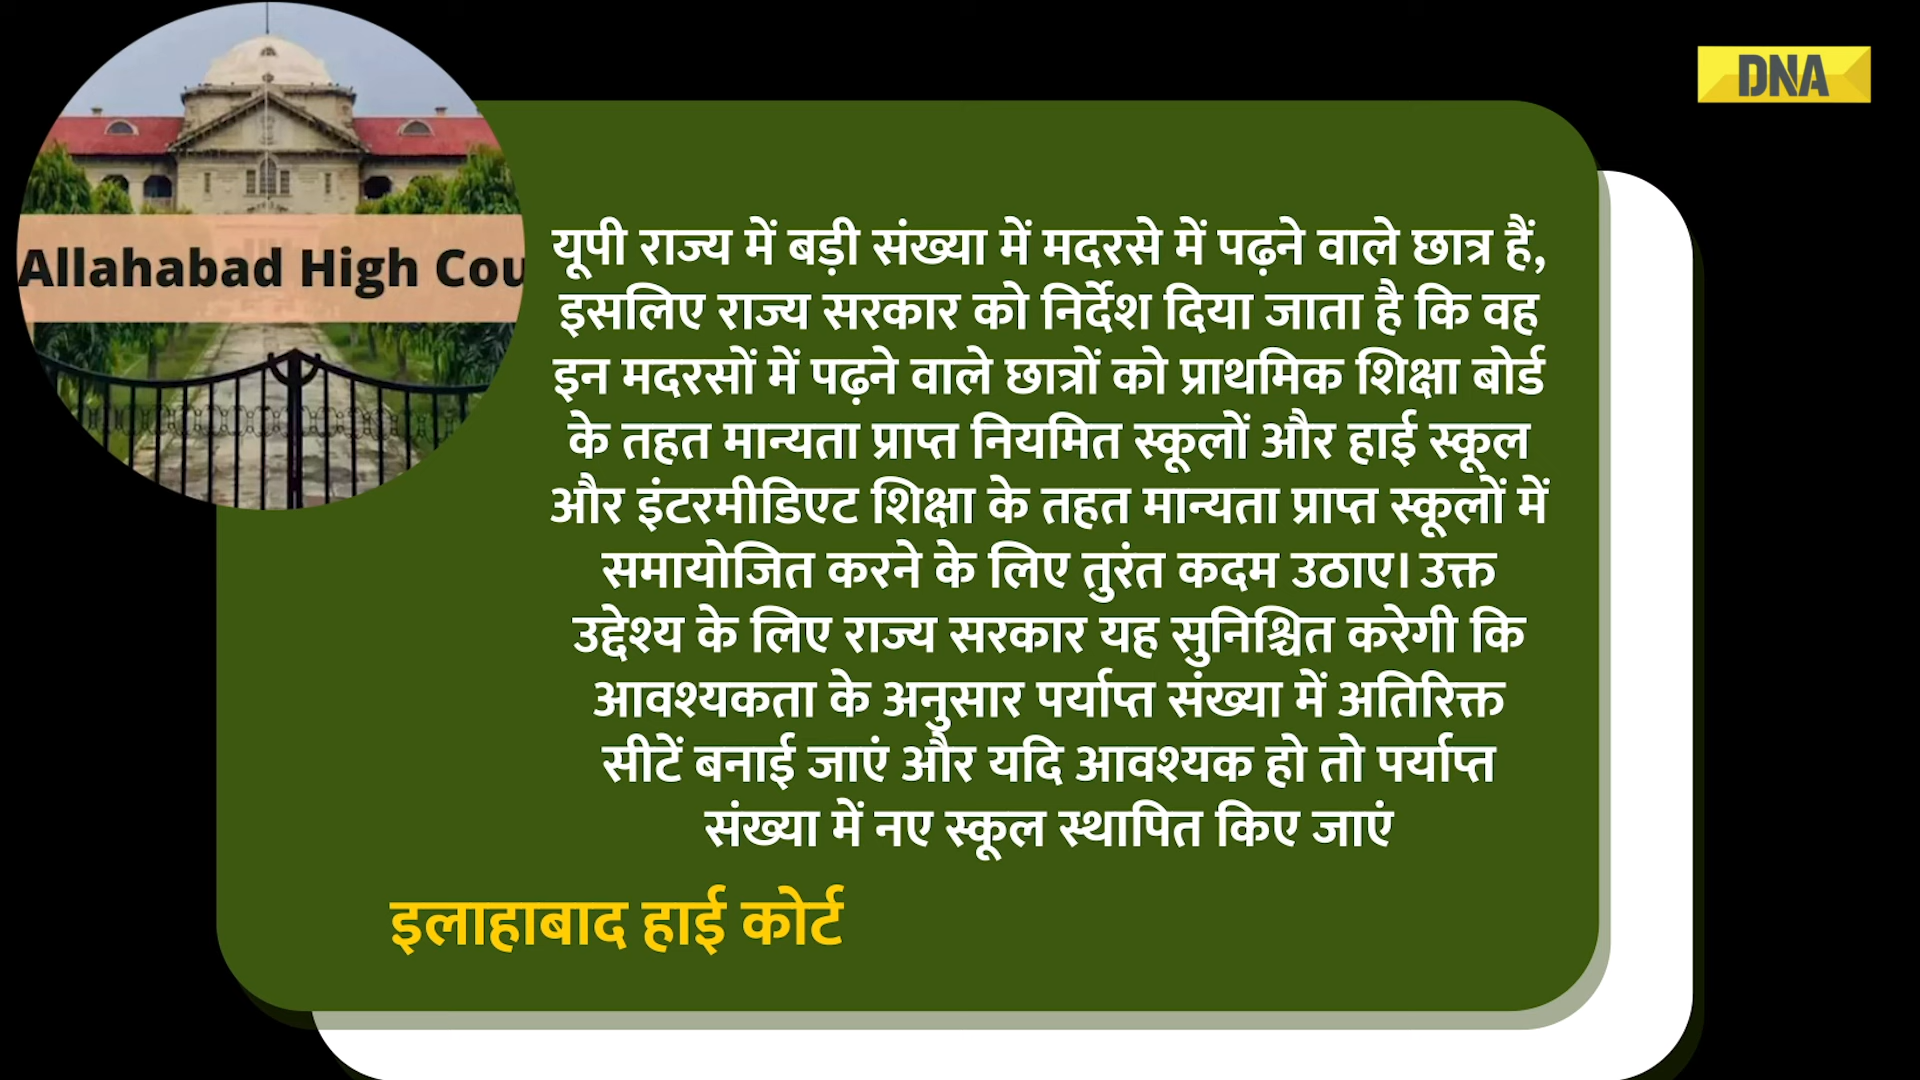 DNA
Allahabad High Cou
यूपी राज्य में बड़ी संख्या में मदरसे में पढ़ने वाले छात्र हैं,
इसलिए राज्य सरकार को निर्देश दिया जाता है कि वह
इन मदरसों में पढ़ने वाले छात्रों को प्राथमिक शिक्षा बोर्ड
के तहत मान्यता प्राप्त नियमित स्कूलों और हाई स्कूल
और इंटरमीडिएट शिक्षा के तहत मान्यता प्राप्त स्कूलों में
समायोजित करने के लिए तुरंत कदम उठाए। उक्त
उद्देश्य के लिए राज्य सरकार यह सुनिश्चित करेगी कि
आवश्यकता के अनुसार पर्याप्त संख्या में अतिरिक्त
सीटें बनाई जाएं और यदि आवश्यक हो तो पर्याप्त
संख्या में नए स्कूल स्थापित किए जाएं
इलाहाबाद हाई कोर्ट